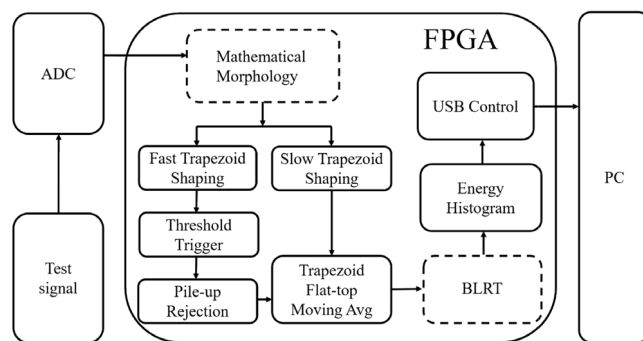 FPGA
ADC
Mathematical
Morphology
USB Control
Fast Trapezoid
Shaping
Slow Trapezoid
Shaping
Energy
Histogram
PC
Threshold
Trigger
Test
signal
Pile-up
Rejection
Trapezoid
Flat-top
Moving Avg
BLRT